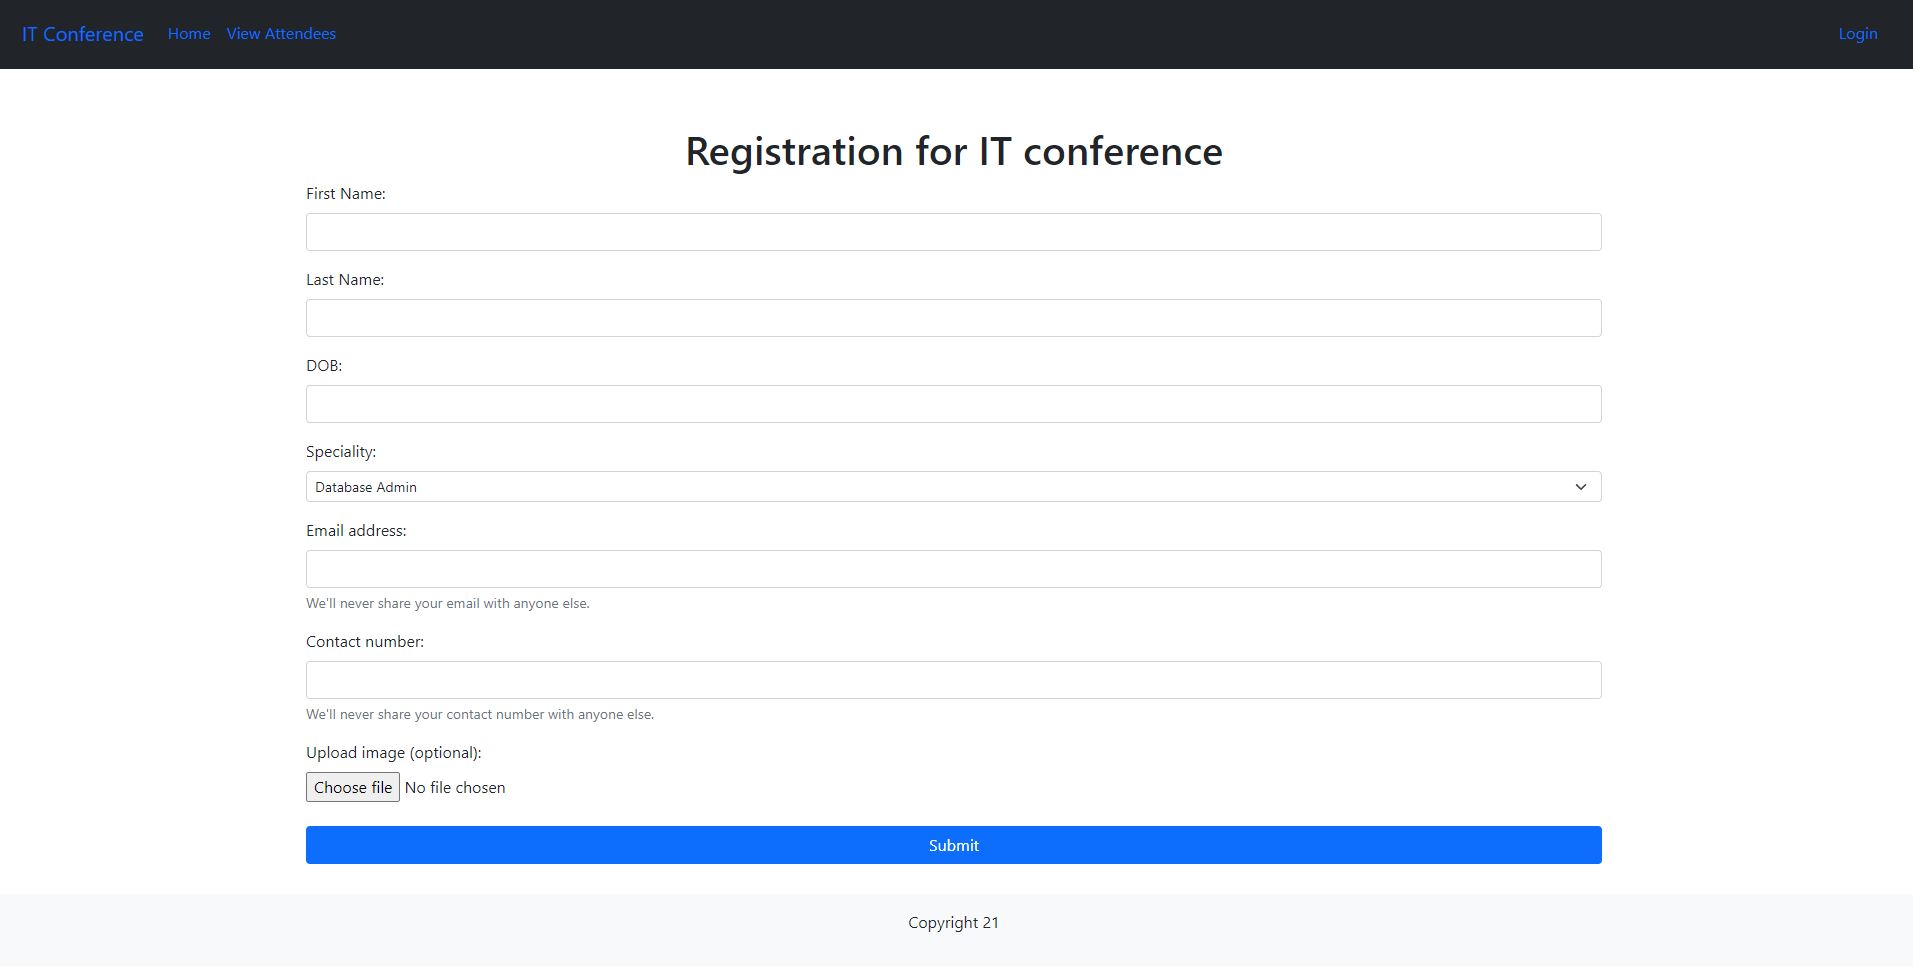 IT Conference Home View Attendees Login
Registration for IT conference
First Name:
Last Name:
DOB:
Speciality:
Database Admin
Email address:
We'll never share your email with anyone else.
Contact number:
We'll never share your contact number with anyone else.
Upload image (optional):
Choose file No file chosen
Submit
Copyright 21